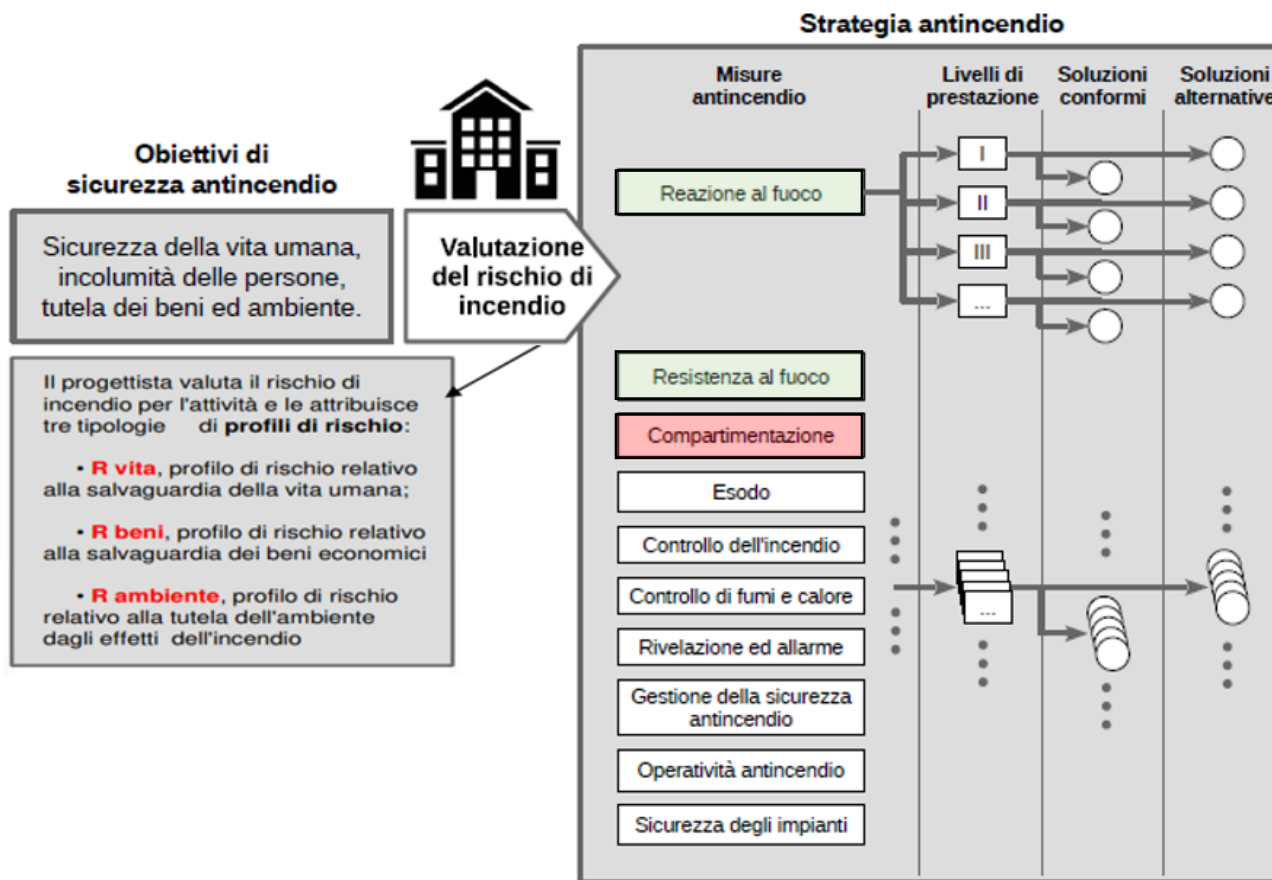 Strategia antincendio
Obiettivi di
sicurezza antincendio
Sicurezza della vita umana,
incolumità delle persone,
tutela dei beni ed ambiente.
Valutazione
del rischio di
incendio
Il progettista valuta il rischio di
incendio per l'attività e le attribuisce
tre tipologie di profili di rischio:
• R vita, profilo di rischio relativo
alla salvaguardia della vita umana;
• R beni, profilo di rischio relativo
alla salvaguardia dei beni economici
• R ambiente, profilo di rischio
relativo alla tutela dell'ambiente
dagli effetti dell'incendio
Misure
antincendio
Livelli di
prestazione
Soluzioni
conformi
Soluzioni
alternative
Reazione al fuoco
I
II
III
...
Resistenza al fuoco
Compartimentazione
Esodo
Controllo dell'incendio
Controllo di fumi e calore
...
Rivelazione ed allarme
Gestione della sicurezza
antincendio
Operatività antincendio
Sicurezza degli impianti